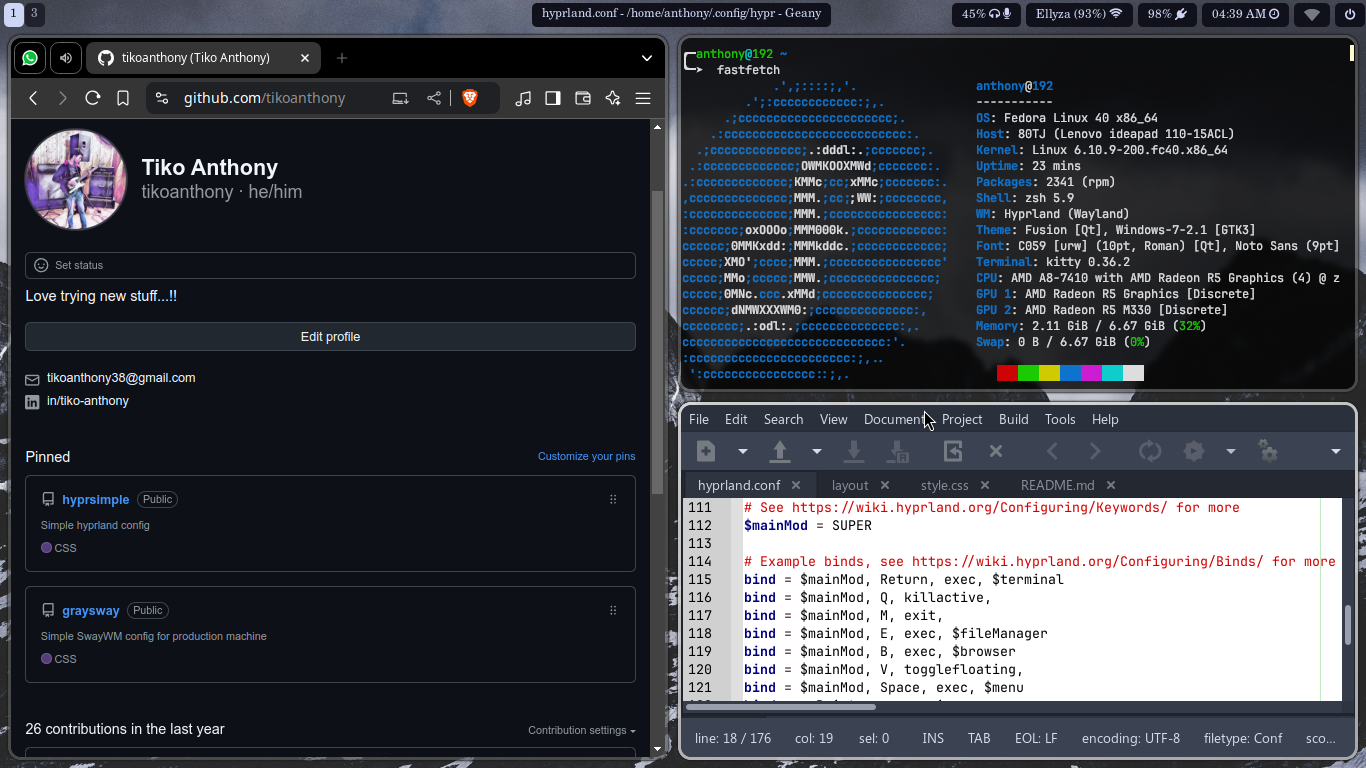 1 3
hyprland.conf - /home/anthony/.config/hypr - Geany
45%
Ellyza (93%)
98%
04:39 AM
tikoanthony (Tiko Anthony)
github.com/tikoanthony
Tiko Anthony
tikoanthony · he/him
Set status
Love trying new stuff...!!
Edit profile
tikoanthony38@gmail.com
in/tiko-anthony
Pinned
Customize your pins
hyprsimple Public
Simple hyprland config
CSS
graysway Public
Simple SwayWM config for production machine
CSS
26 contributions in the last year
Contribution settings
anthony@192 ~
fastfetch
anthony@192
-----------
OS: Fedora Linux 40 x86_64
Host: 80TJ (Lenovo ideapad 110-15ACL)
Kernel: Linux 6.10.9-200.fc40.x86_64
Uptime: 23 mins
Packages: 2341 (rpm)
Shell: zsh 5.9
WM: Hyprland (Wayland)
Theme: Fusion [Qt], Windows-7-2.1 [GTK3]
Font: C059 [urw] (10pt, Roman) [Qt], Noto Sans (9pt]
Terminal: kitty 0.36.2
CPU: AMD A8-7410 with AMD Radeon R5 Graphics (4) @ z
GPU 1: AMD Radeon R5 Graphics [Discrete]
GPU 2: AMD Radeon R5 M330 [Discrete]
Memory: 2.11 GiB / 6.67 GiB (32%)
Swap: 0 B / 6.67 GiB (0%)
File Edit Search View Document Project Build Tools Help
hyprland.conf layout style.css README.md
111 # See https://wiki.hyprland.org/Configuring/Keywords/ for more
112 $mainMod = SUPER
113
114 # Example binds, see https://wiki.hyprland.org/Configuring/Binds/ for more
115 bind = $mainMod, Return, exec, $terminal
116 bind = $mainMod, Q, killactive,
117 bind = $mainMod, M, exit,
118 bind = $mainMod, E, exec, $fileManager
119 bind = $mainMod, B, exec, $browser
120 bind = $mainMod, V, togglefloating,
121 bind = $mainMod, Space, exec, $menu
line: 18 / 176 col: 19 sel: 0 INS TAB EOL: LF encoding: UTF-8 filetype: Conf sco...